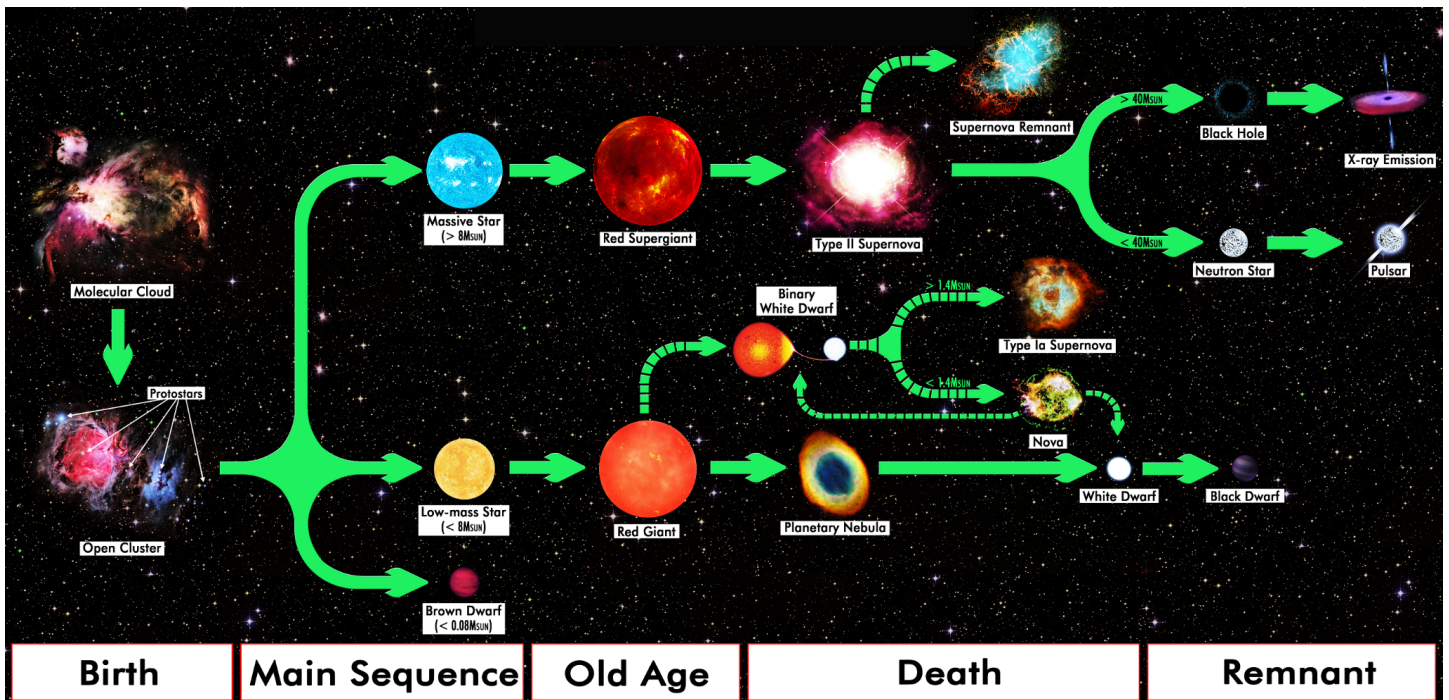 Supernova Remnant
> 40MSUN
Black Hole
X-ray Emission
Massive Star
(> 8MSUN)
Red Supergiant
Type II Supernova
< 40MSUN
Neutron Star
Pulsar
Molecular Cloud
Binary
White Dwarf
> 1.4MSUN
Type Ia Supernova
< 1.4MSUN
Nova
Protostars
Open Cluster
Low-mass Star
(< 8MSUN)
Red Giant
Planetary Nebula
White Dwarf
Black Dwarf
Brown Dwarf
(< 0.08MSUN)
Birth
Main Sequence
Old Age
Death
Remnant